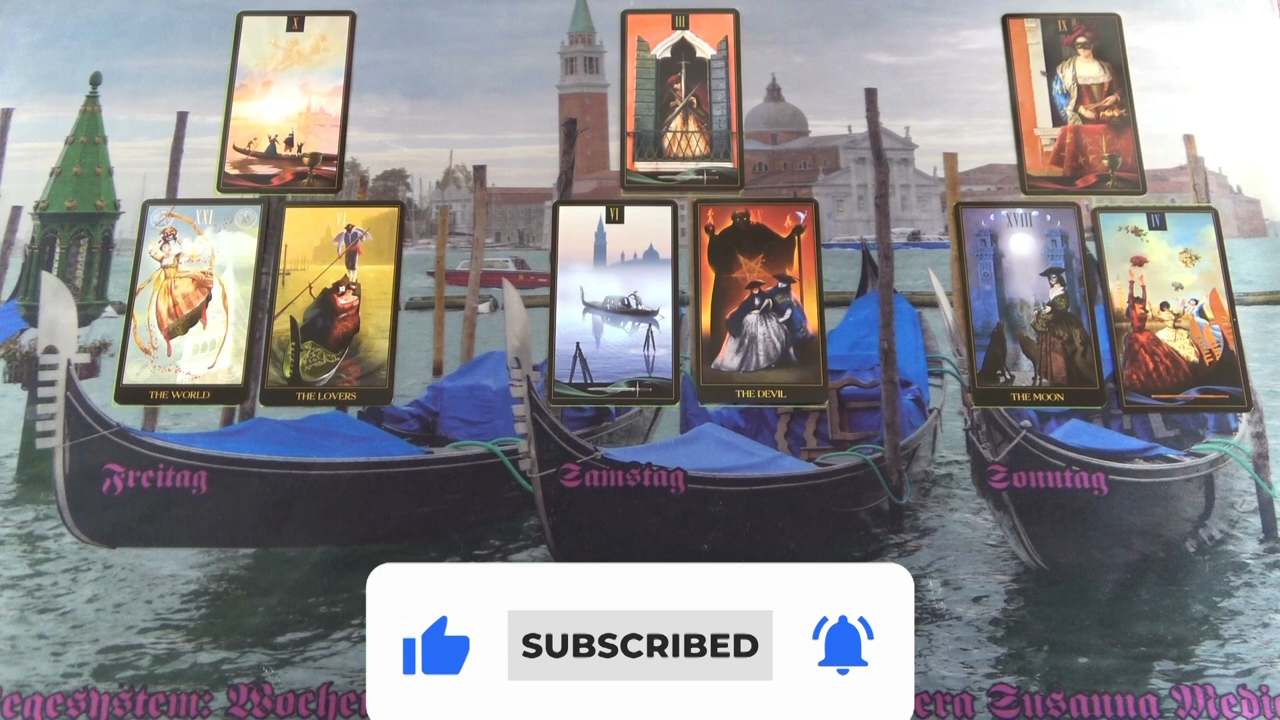 X
III
IX
XXI
VI
VI
XVIII
IV
THE WORLD
THE LOVERS
THE DEVIL
THE MOON
Freitag
Samstag
Sonntag
SUBSCRIBED
Susanna